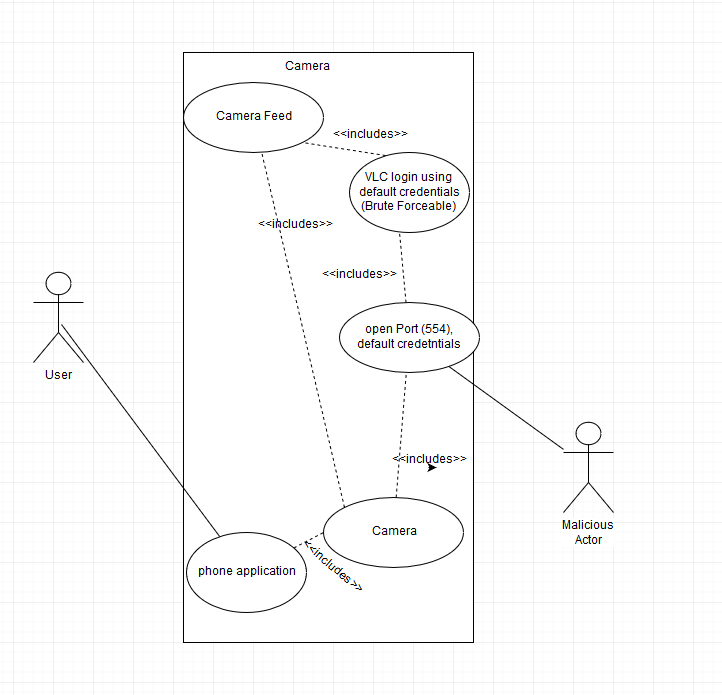 Camera
Camera Feed
<<includes>>
VLC login using
default credentials
(Brute Forceable)
<<includes>>
<<includes>>
open Port (554),
default credetntials
User
<<includes>>
Malicious
Actor
Camera
phone application
<<includes>>